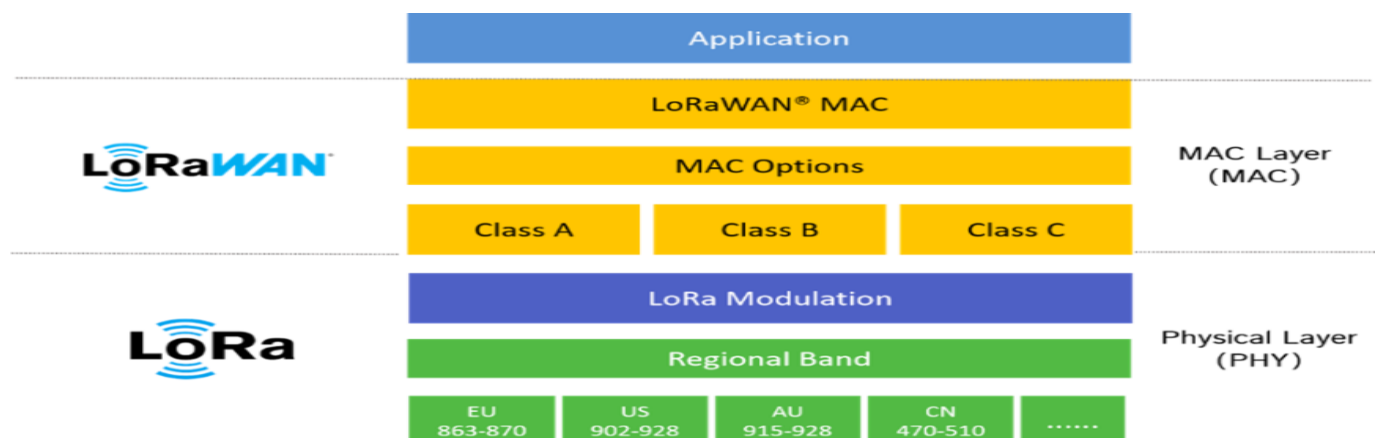 Application
LoRaWAN® MAC
LoRaWAN™
MAC Options
MAC Layer
(MAC)
Class A Class B Class C
LoRa Modulation
LoRa
Regional Band
Physical Layer
(PHY)
EU
863-870
US
902-928
AU
915-928
CN
470-510
......